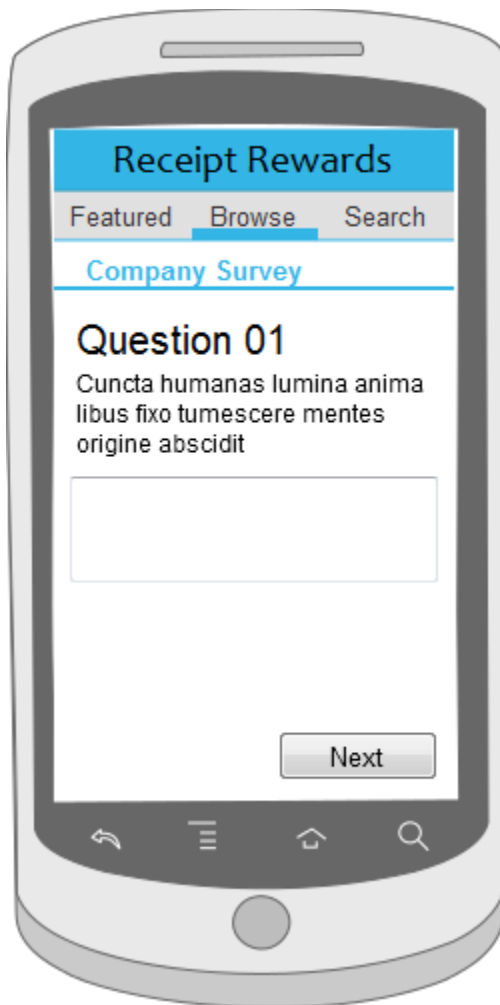 Receipt Rewards
Featured Browse Search
Company Survey
Question 01
Cuncta humanas lumina anima
libus fixo tumescere mentes
origine abscidit
Next